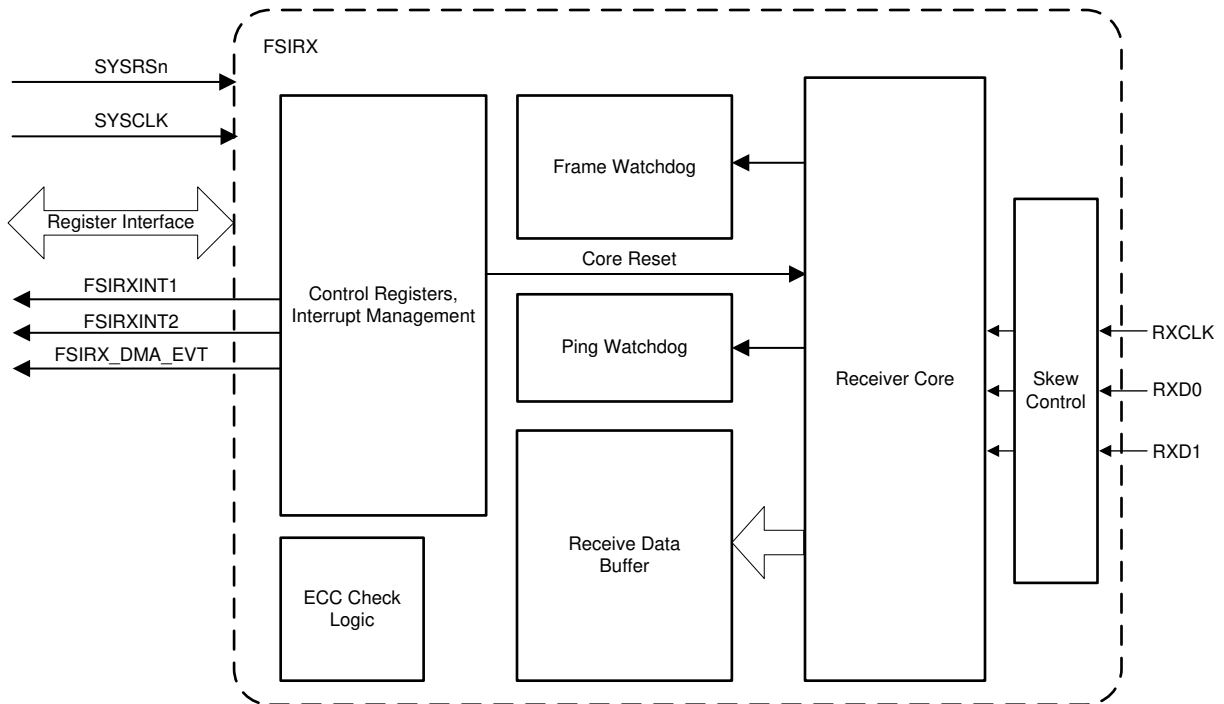 FSIRX
SYSRSn
SYSCLK
Register Interface
FSIRXINT1
FSIRXINT2
FSIRX_DMA_EVT
Control Registers,
Interrupt Management
ECC Check
Logic
Frame Watchdog
Core Reset
Ping Watchdog
Receive Data
Buffer
Receiver Core
Skew
Control
RXCLK
RXD0
RXD1